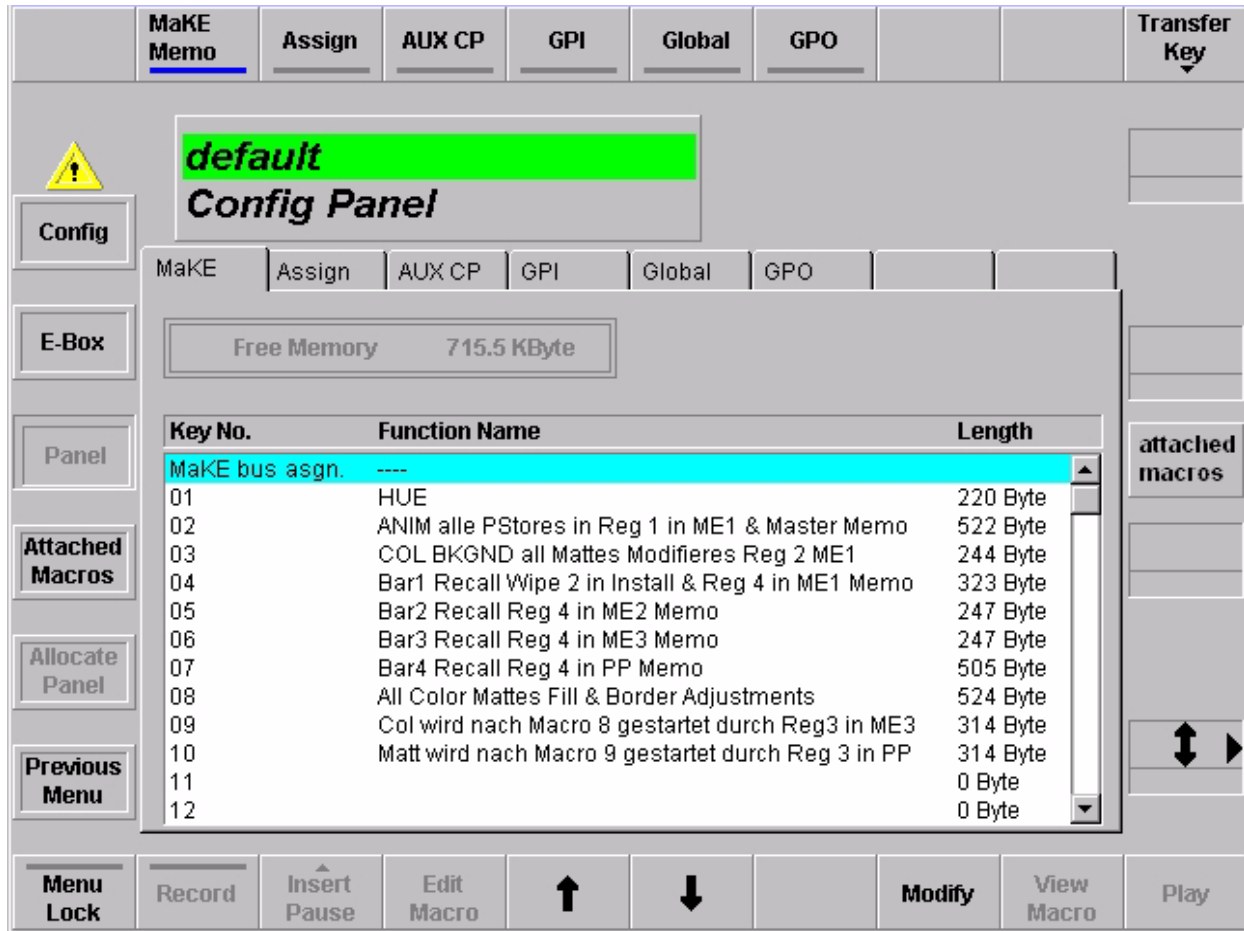 MaKE Memo Assign AUX CP GPI Global GPO Transfer Key
default
Config Panel
Config
MaKE Assign AUX CP GPI Global GPO
E-Box
Free Memory 715.5 KByte
Panel
Key No. Function Name Length
attached macros
MaKE bus asgn. ----
01 HUE 220 Byte
02 ANIM alle PStores in Reg 1 in ME1 & Master Memo 522 Byte
03 COL BKGND all Mattes Modifieres Reg 2 ME1 244 Byte
04 Bar1 Recall Wipe 2 in Install & Reg 4 in ME1 Memo 323 Byte
05 Bar2 Recall Reg 4 in ME2 Memo 247 Byte
06 Bar3 Recall Reg 4 in ME3 Memo 247 Byte
07 Bar4 Recall Reg 4 in PP Memo 505 Byte
08 All Color Mattes Fill & Border Adjustments 524 Byte
09 Col wird nach Macro 8 gestartet durch Reg3 in ME3 314 Byte
10 Matt wird nach Macro 9 gestartet durch Reg 3 in PP 314 Byte
11 0 Byte
12 0 Byte
Attached Macros
Allocate Panel
Previous Menu
Menu Lock Record Insert Pause Edit Macro Modify View Macro Play